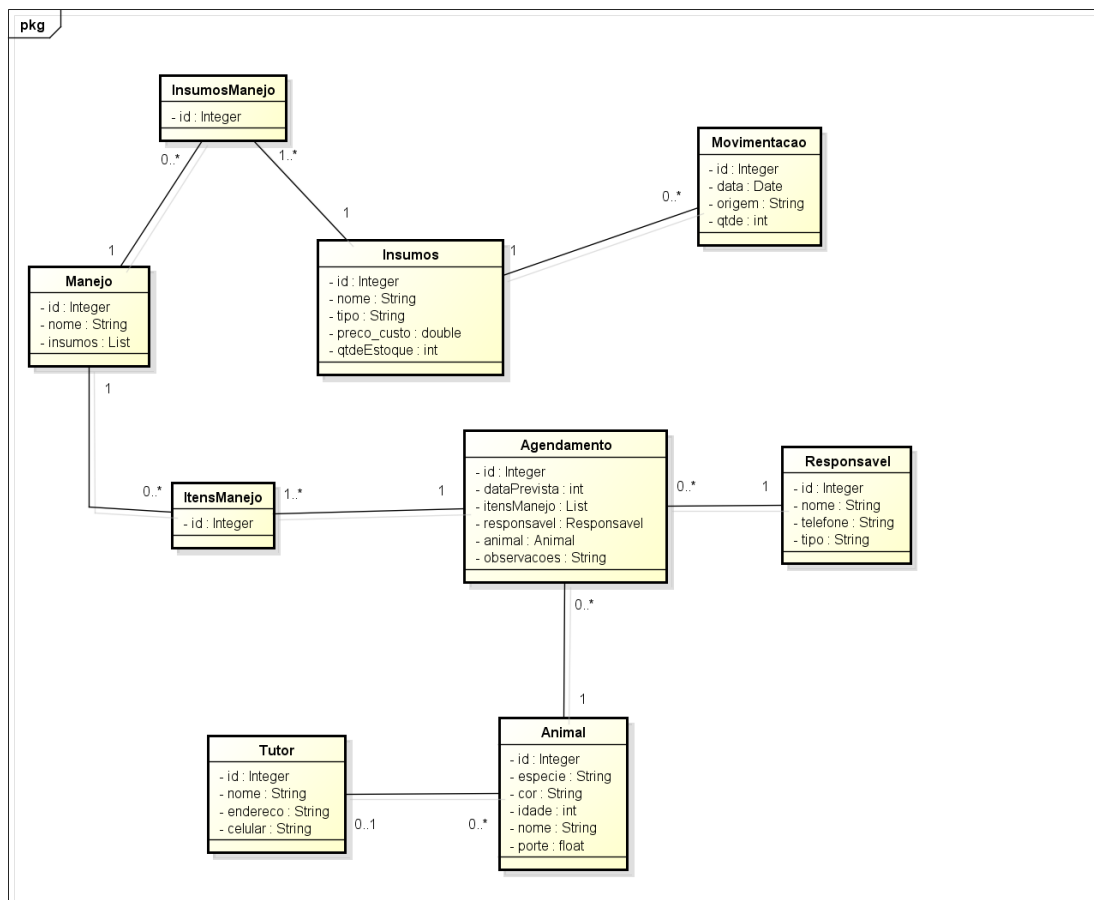 pkg
InsumosManejo
- id : Integer
0..*
1..*
Movimentacao
- id : Integer
- data : Date
- origem : String
- qtde : int
0..*
1
1
1
Insumos
- id : Integer
- nome : String
- tipo : String
- preco_custo : double
- qtdeEstoque : int
Manejo
- id : Integer
- nome : String
- insumos : List
1
0..*
ItensManejo
- id : Integer
1..*
1
Agendamento
- id : Integer
- dataPrevista : int
- itensManejo : List
- responsavel : Responsavel
- animal : Animal
- observacoes : String
0..*
1
Responsavel
- id : Integer
- nome : String
- telefone : String
- tipo : String
0..*
1
Tutor
- id : Integer
- nome : String
- endereco : String
- celular : String
0..1
0..*
Animal
- id : Integer
- especie : String
- cor : String
- idade : int
- nome : String
- porte : float